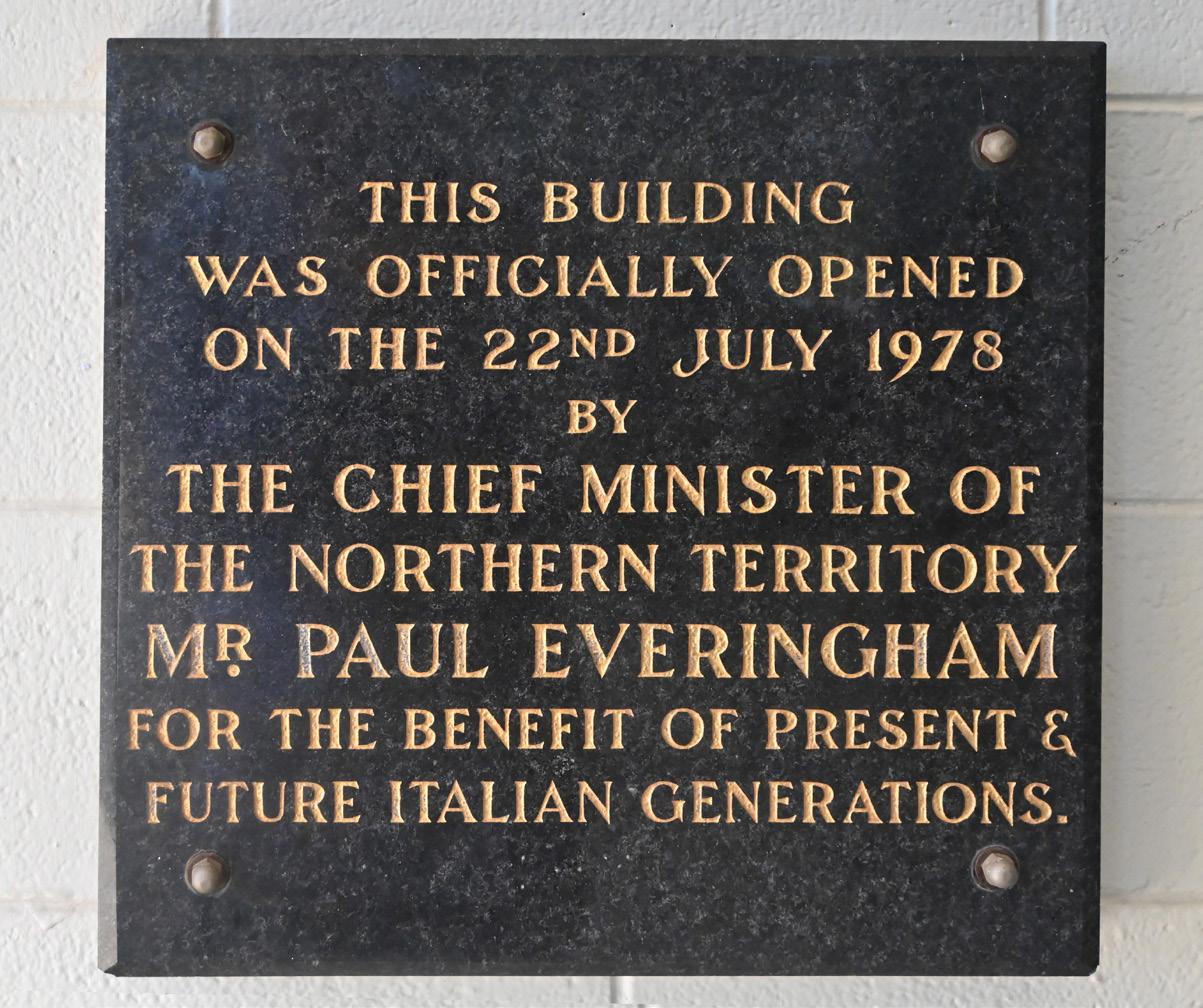 THIS BUILDING
WAS OFFICIALLY OPENED
ON THE 22ND JULY 1978
BY
THE CHIEF MINISTER OF
THE NORTHERN TERRITORY
MR. PAUL EVERINGHAM
FOR THE BENEFIT OF PRESENT &
FUTURE ITALIAN GENERATIONS.